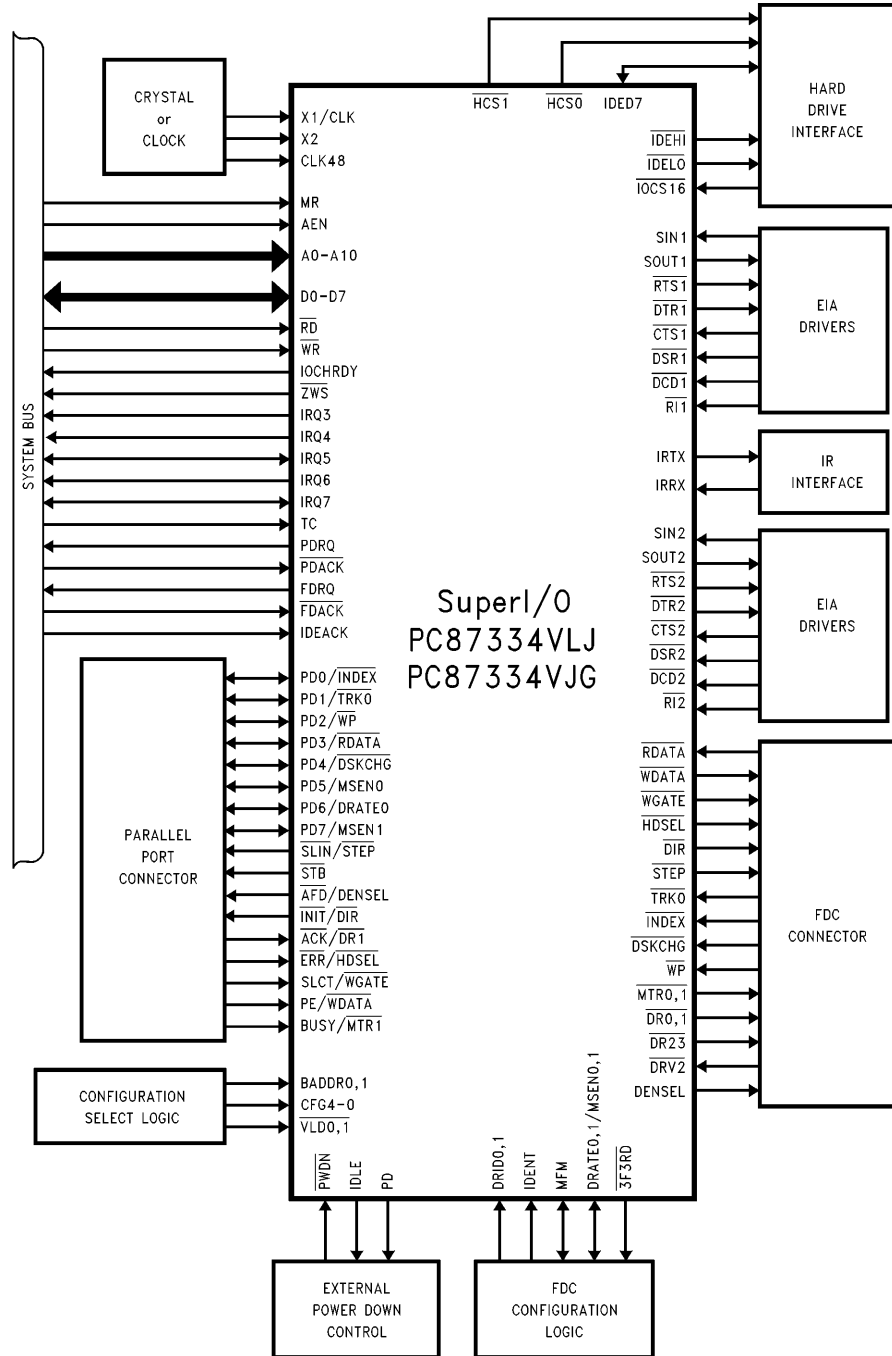 HCS1
HCS0
IDED7
CRYSTAL
or
CLOCK
X1/CLK
X2
CLK48
MR
AEN
A0-A10
D0-D7
RD
WR
IOCHRDY
ZWS
IRQ3
IRQ4
IRQ5
IRQ6
IRQ7
TC
PDRQ
PDACK
FDRQ
FDACK
IDEACK
SYSTEM BUS
PARALLEL
PORT
CONNECTOR
PD0/INDEX
PD1/TRK0
PD2/WP
PD3/RDATA
PD4/DSKCHG
PD5/MSEN0
PD6/DRATE0
PD7/MSEN1
SLIN/STEP
STB
AFD/DENSEL
INIT/DIR
ACK/DR1
ERR/HDSEL
SLCT/WGATE
PE/WDATA
BUSY/MTR1
CONFIGURATION
SELECT LOGIC
BADDR0,1
CFG4-0
VLD0,1
SuperI/O
PC87334VLJ
PC87334VJG
IDEHI
IDELO
IOCS16
HARD
DRIVE
INTERFACE
SIN1
SOUT1
RTS1
DTR1
CTS1
DSR1
DCD1
RI1
EIA
DRIVERS
IRTX
IRRX
IR
INTERFACE
SIN2
SOUT2
RTS2
DTR2
CTS2
DSR2
DCD2
RI2
EIA
DRIVERS
RDATA
WDATA
WGATE
HDSEL
DIR
STEP
TRK0
INDEX
DSKCHG
WP
MTR0,1
DR0,1
DR23
DRV2
DENSEL
FDC
CONNECTOR
PWDN
IDLE
PD
DRID0,1
IDENT
MFM
DRATE0,1/MSEN0,1
3F3RD
EXTERNAL
POWER DOWN
CONTROL
FDC
CONFIGURATION
LOGIC